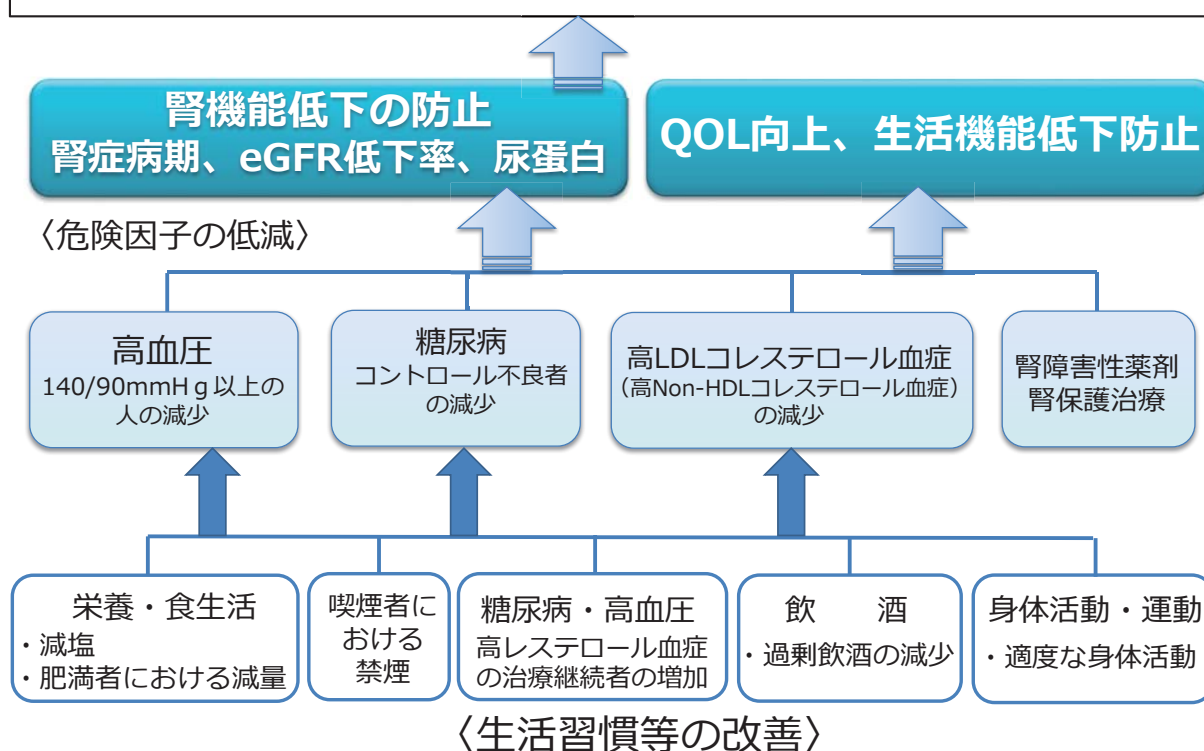 腎機能低下の防止
腎症病期、eGFR低下率、尿蛋白
QOL向上、生活機能低下防止
〈危険因子の低減〉
高血圧
140/90mmHｇ以上の
人の減少
糖尿病
コントロール不良者
の減少
高LDLコレステロール血症
（高Non-HDLコレステロール血症）
の減少
腎障害性薬剤
腎保護治療
栄養・食生活
・減塩
・肥満者における減量
喫煙者に
おける
禁煙
糖尿病・高血圧
高レステロール血症
の治療継続者の増加
飲　酒
・過剰飲酒の減少
身体活動・運動
・適度な身体活動
〈生活習慣等の改善〉